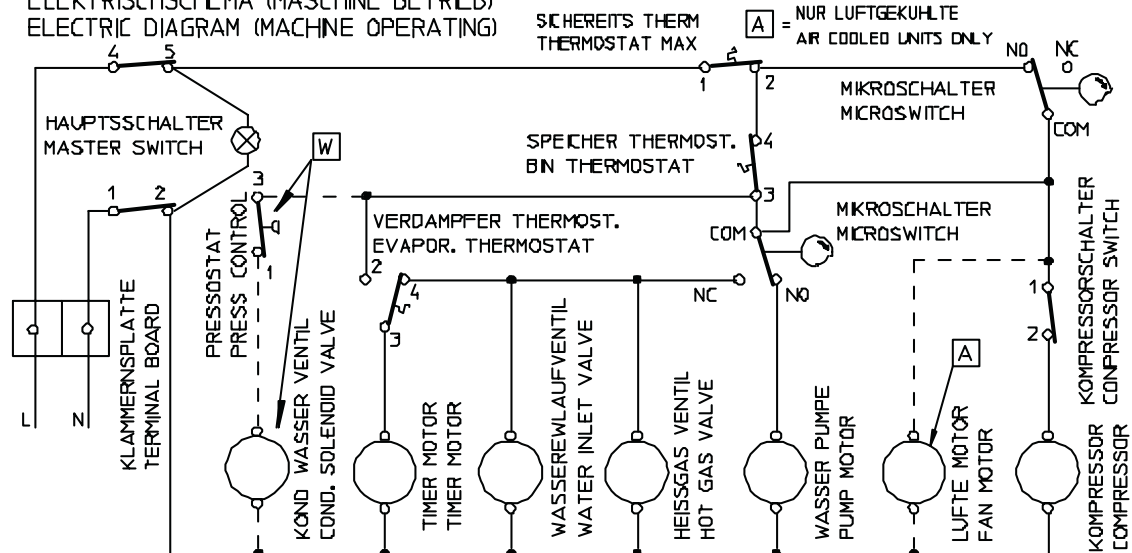 ELEKTRISCHSCHEMA (MASCHINE BETRIEB)
ELECTRIC DIAGRAM (MACHINE OPERATING)
SICHEREITS THERM
THERMOSTAT MAX
A = NUR LUFTGEKUHLTE
AIR COOLED UNITS ONLY
4 5
1 2
NO NC
COM
MIKROSCHALTER
MICROSWITCH
HAUPTSSCHALTER
MASTER SWITCH
W
SPEICHER THERMOST.
BIN THERMOSTAT
4
3
1 2
3
1
PRESSOSTAT
PRESS CONTROL
VERDAMPFER THERMOST.
EVAPOR. THERMOSTAT
2
4
3
COM
MIKROSCHALTER
MICROSWITCH
NC
NO
KOMPRESSORSCHALTER
CONPRESSOR SWITCH
1
2
A
L N
KLAMMERNSPLATTE
TERMINAL BOARD
KOND WASSER VENTIL
COND. SOLENOID VALVE
TIMER MOTOR
TIMER MOTOR
WASSEREWLAUFVENTIL
WATER INLET VALVE
HEISSGAS VENTIL
HOT GAS VALVE
WASSER PUMPE
PUMP MOTOR
LUFTE MOTOR
FAN MOTOR
KOMPRESSOR
COMPRESSOR